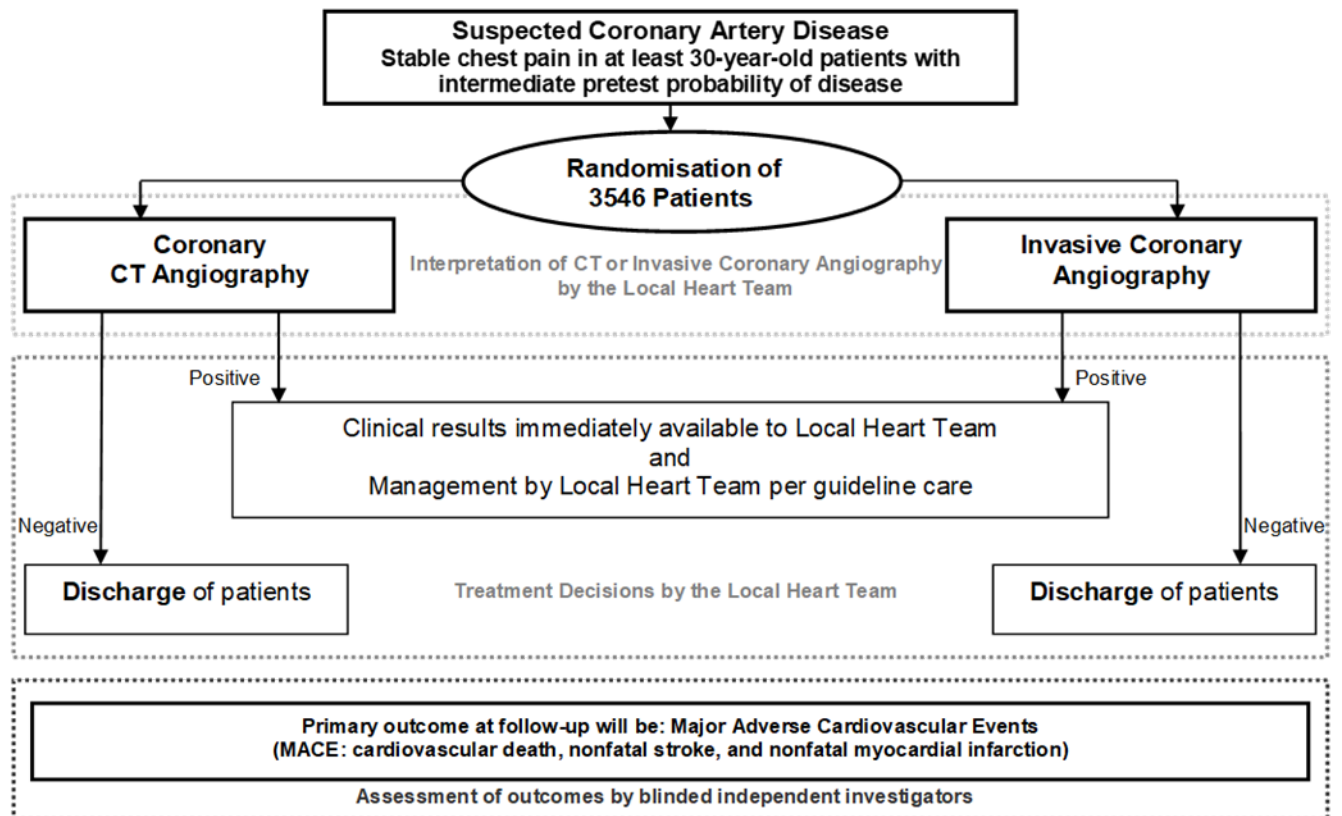 Suspected Coronary Artery Disease
Stable chest pain in at least 30-year-old patients with
intermediate pretest probability of disease
Randomisation of
3546 Patients
Coronary
CT Angiography
Interpretation of CT or Invasive Coronary Angiography
by the Local Heart Team
Invasive Coronary
Angiography
Positive
Positive
Clinical results immediately available to Local Heart Team
and
Management by Local Heart Team per guideline care
Negative
Negative
Discharge of patients
Treatment Decisions by the Local Heart Team
Discharge of patients
Primary outcome at follow-up will be: Major Adverse Cardiovascular Events
(MACE: cardiovascular death, nonfatal stroke, and nonfatal myocardial infarction)
Assessment of outcomes by blinded independent investigators